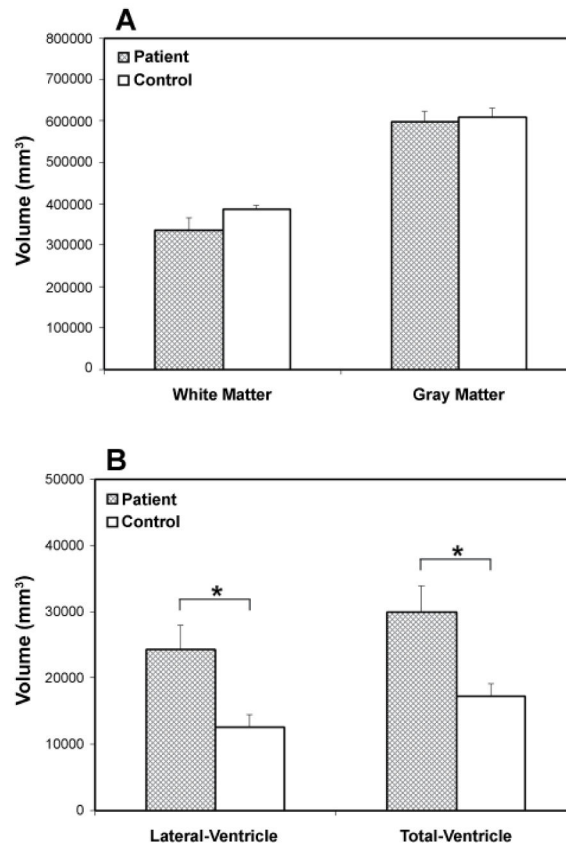 A
800000
700000
600000
500000
400000
300000
200000
100000
0
Volume (mm³)
Patient
Control
White Matter Gray Matter
B
50000
40000
30000
20000
10000
0
Volume (mm³)
Patient
Control
*
*
Lateral-Ventricle Total-Ventricle